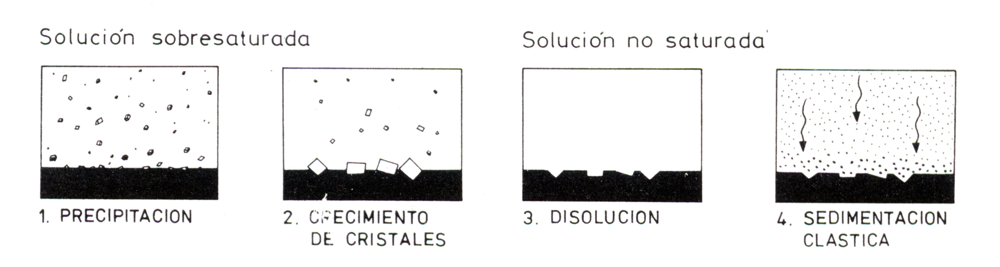 Solución sobresaturada
Solución no saturada
1. PRECIPITACION
2. CRECIMIENTO
DE CRISTALES
3. DISOLUCION
4. SEDIMENTACION
CLASTICA